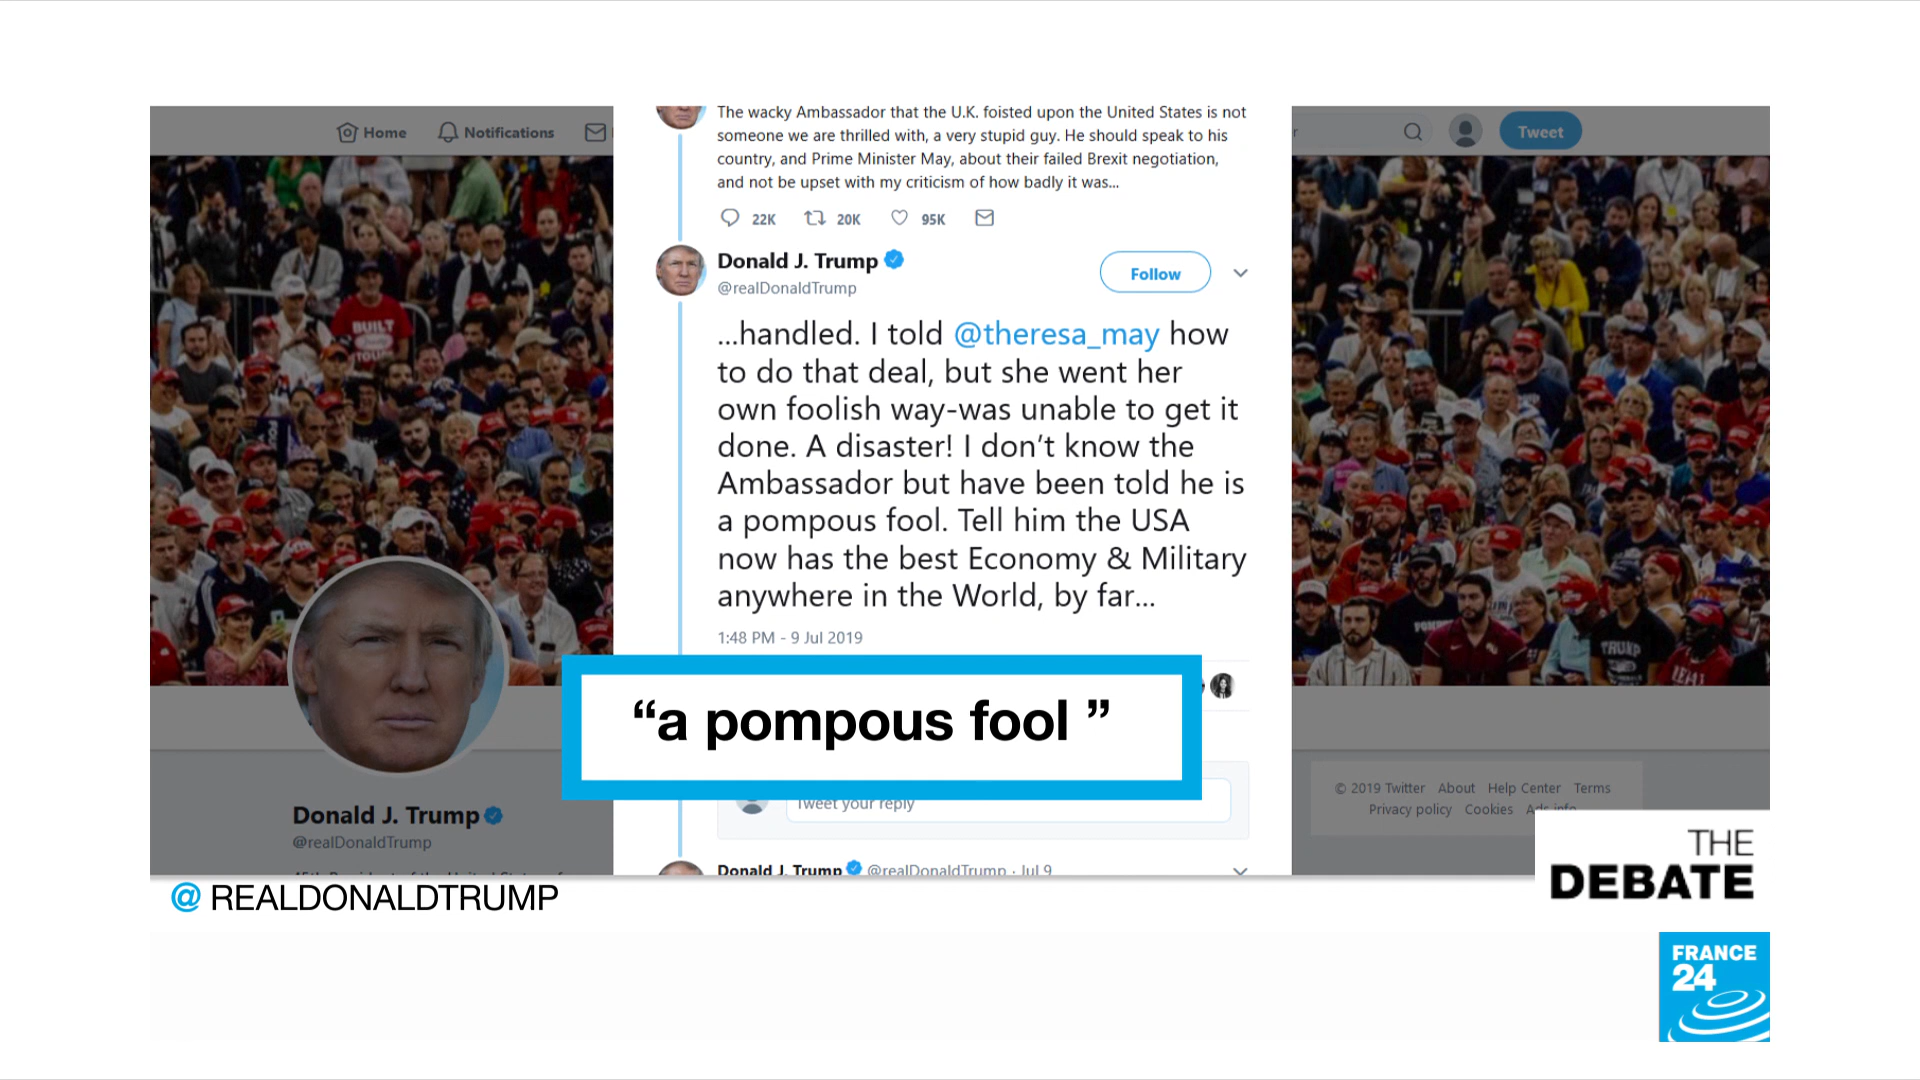 Home
Notifications
Tweet
The wacky Ambassador that the U.K. foisted upon the United States is not
someone we are thrilled with, a very stupid guy. He should speak to his
country, and Prime Minister May, about their failed Brexit negotiation,
and not be upset with my criticism of how badly it was...
22K 20K 95K
Donald J. Trump
@realDonaldTrump
Follow
...handled. I told @theresa_may how
to do that deal, but she went her
own foolish way-was unable to get it
done. A disaster! I don’t know the
Ambassador but have been told he is
a pompous fool. Tell him the USA
now has the best Economy & Military
anywhere in the World, by far...
1:48 PM - 9 Jul 2019
“a pompous fool ”
Tweet your reply
Donald J. Trump @realDonaldTrump · Jul 9
BUILT
TRUMP
Donald J. Trump
@realDonaldTrump
© 2019 Twitter About Help Center Terms
Privacy policy Cookies Ads info
@ REALDONALDTRUMP
THE
DEBATE
FRANCE
24